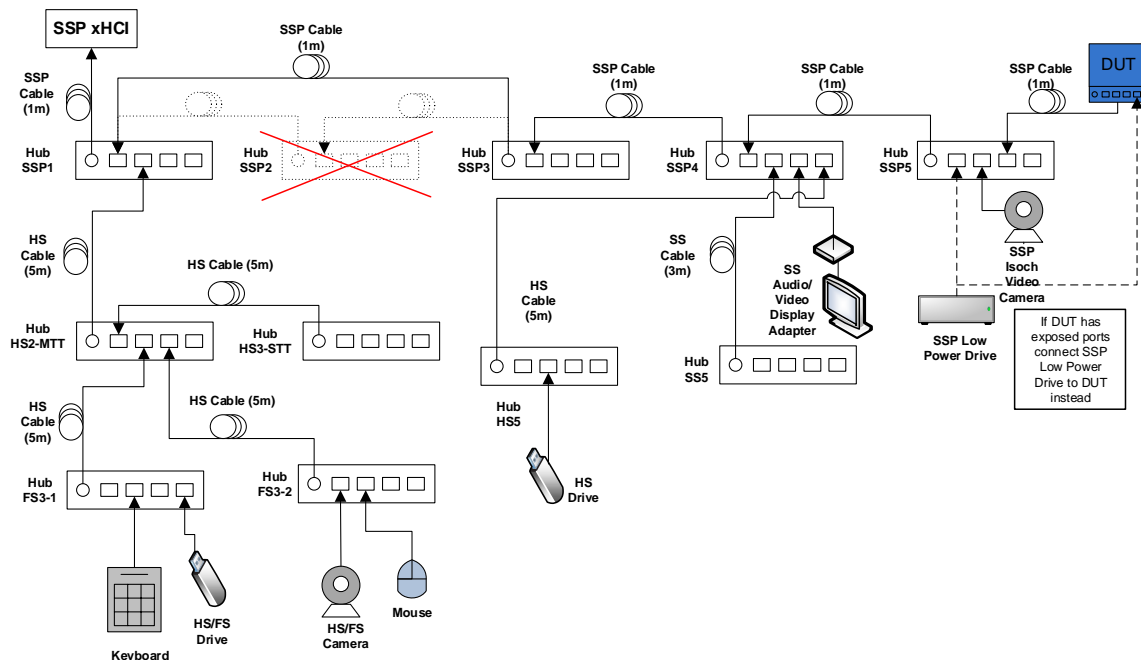 SSP xHCI
SSP Cable
(1m)
SSP Cable
(1m)
SSP Cable
(1m)
SSP Cable
(1m)
DUT
SSP
Cable
(1m)
Hub
SSP1
Hub
SSP2
Hub
SSP3
Hub
SSP4
Hub
SSP5
HS
Cable
(5m)
HS Cable (5m)
SS
Cable
(3m)
SS
Audio/
Video
Display
Adapter
SSP
Isoch
Video
Camera
HS
Cable
(5m)
Hub
HS2-MTT
Hub
HS3-STT
SSP Low
Power Drive
If DUT has
exposed ports
connect SSP
Low Power
Drive to DUT
instead
Hub
SS5
HS
Cable
(5m)
HS Cable (5m)
Hub
HS5
HS
Drive
Hub
FS3-1
Hub
FS3-2
Keyboard
HS/FS
Drive
HS/FS
Camera
Mouse